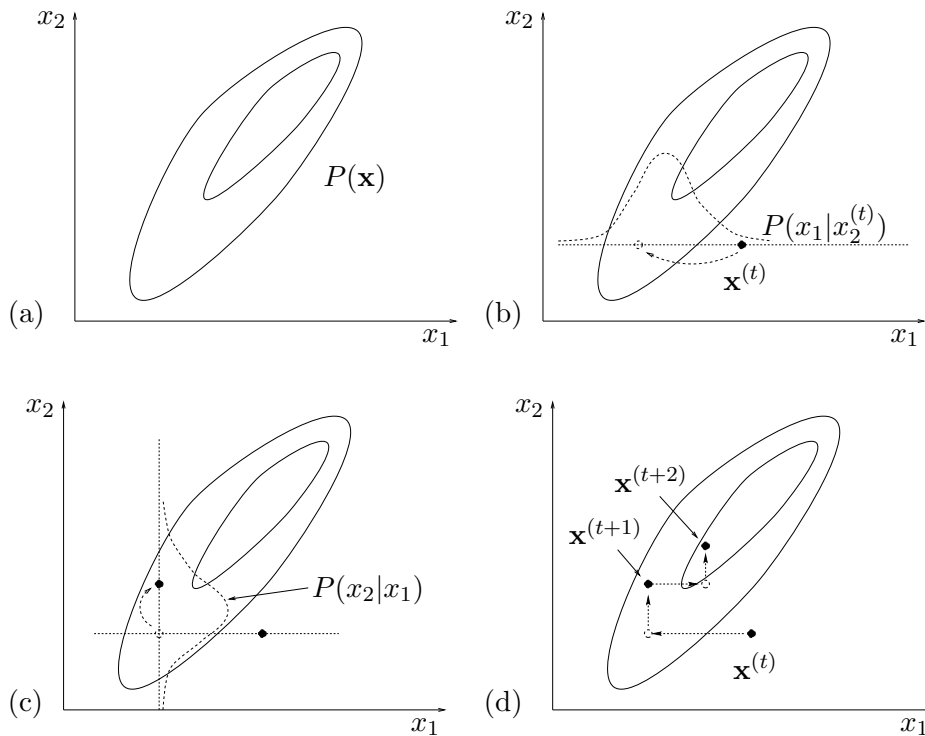 x₂
P(𝐱)
(a)
x₁
x₂
P(x₁|x₂⁽ᵗ⁾)
𝐱⁽ᵗ⁾
(b)
x₁
x₂
P(x₂|x₁)
(c)
x₁
x₂
𝐱⁽ᵗ⁺²⁾
𝐱⁽ᵗ⁺¹⁾
𝐱⁽ᵗ⁾
(d)
x₁